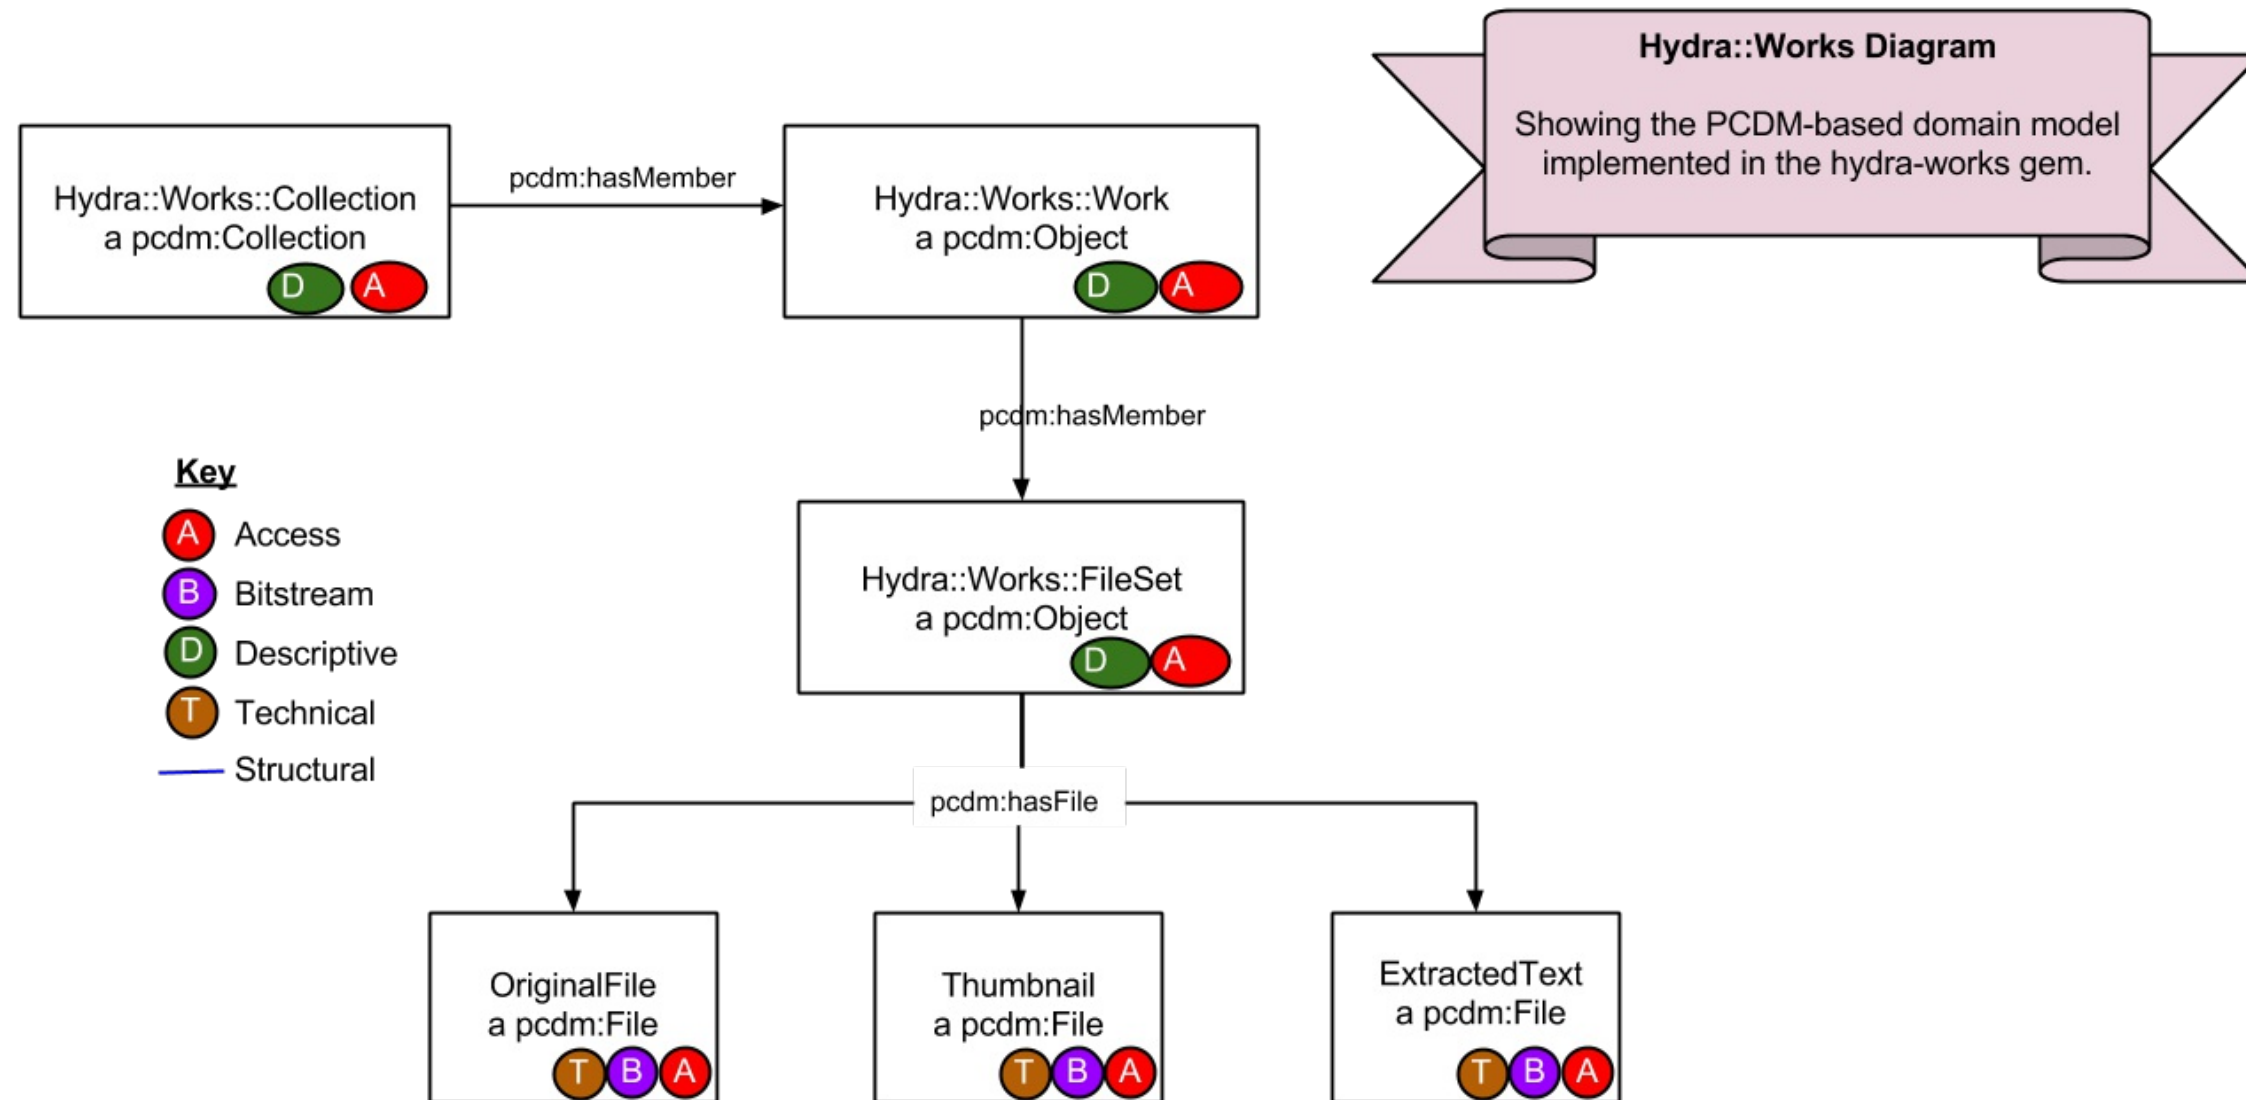 Hydra::Works Diagram
Showing the PCDM-based domain model
implemented in the hydra-works gem.
Hydra::Works::Collection
a pcdm:Collection
D A
pcdm:hasMember
Hydra::Works::Work
a pcdm:Object
D A
pcdm:hasMember
Key
A Access
B Bitstream
D Descriptive
T Technical
Structural
Hydra::Works::FileSet
a pcdm:Object
D A
pcdm:hasFile
OriginalFile
a pcdm:File
T B A
Thumbnail
a pcdm:File
T B A
ExtractedText
a pcdm:File
T B A